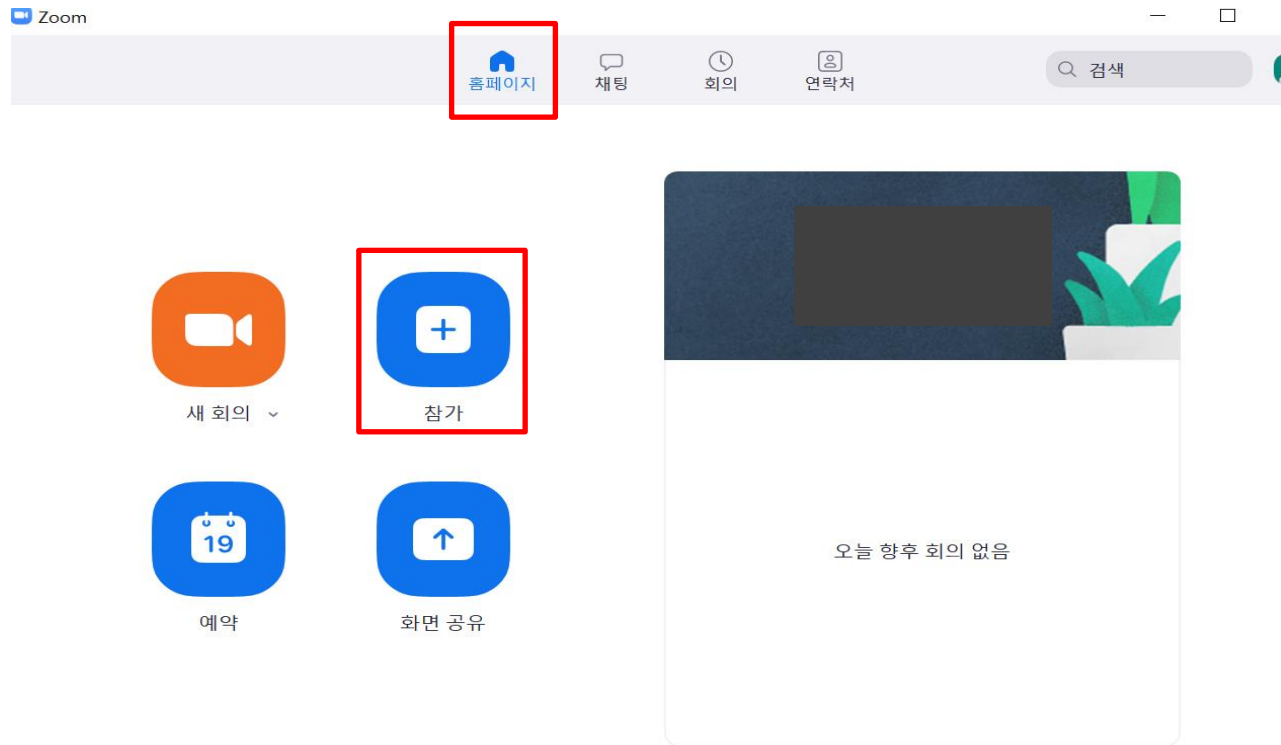 Zoom
홈페이지
채팅
회의
연락처
검색
새 회의
참가
19
예약
화면 공유
오늘 향후 회의 없음